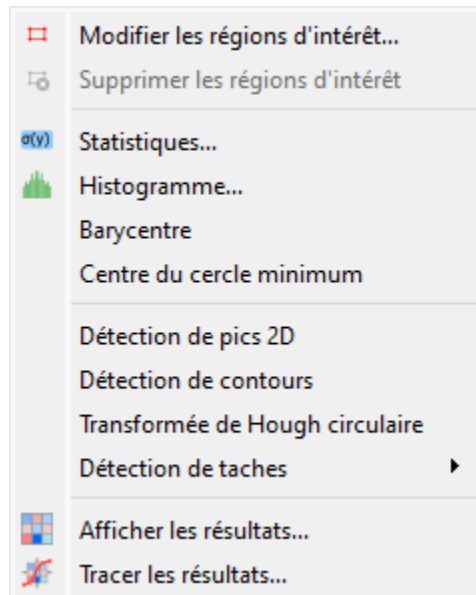 Modifier les régions d'intérêt...
Supprimer les régions d'intérêt
σ(y) Statistiques...
Histogramme...
Barycentre
Centre du cercle minimum
Détection de pics 2D
Détection de contours
Transformée de Hough circulaire
Détection de taches
Afficher les résultats...
Tracer les résultats...